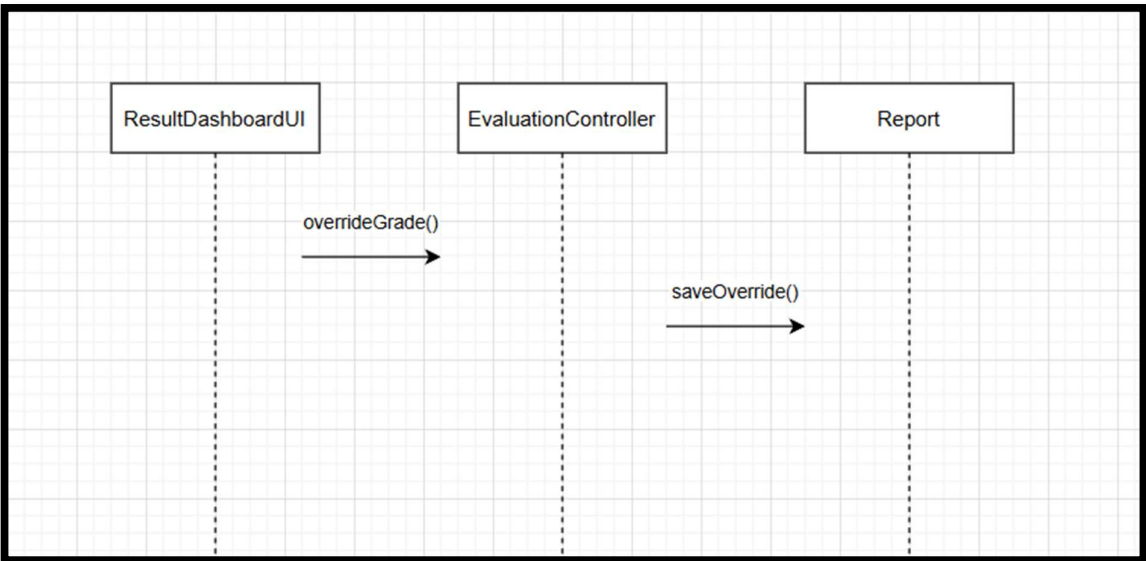 ResultDashboardUI
EvaluationController
Report
overrideGrade()
saveOverride()